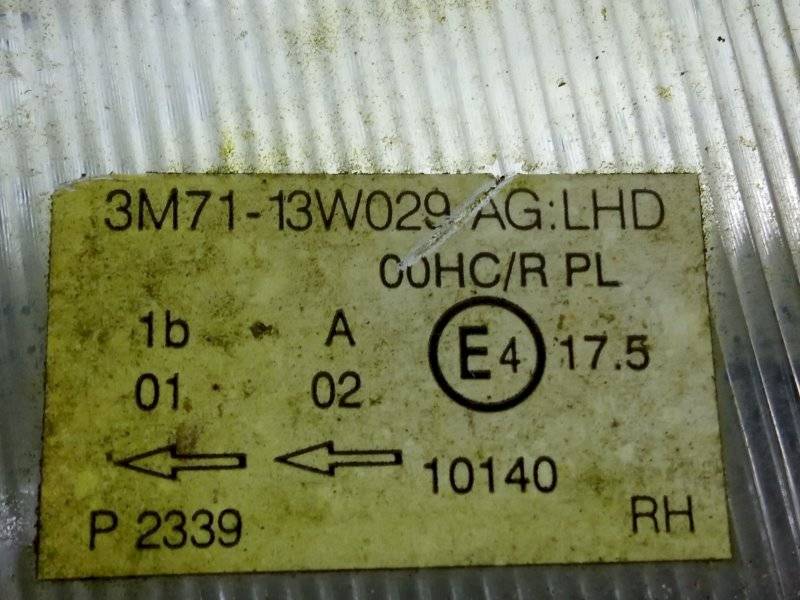 3M71-13W029 AG:LHD
00HC/R PL
1b A
E4 17.5
01 02
10140
P 2339
RH